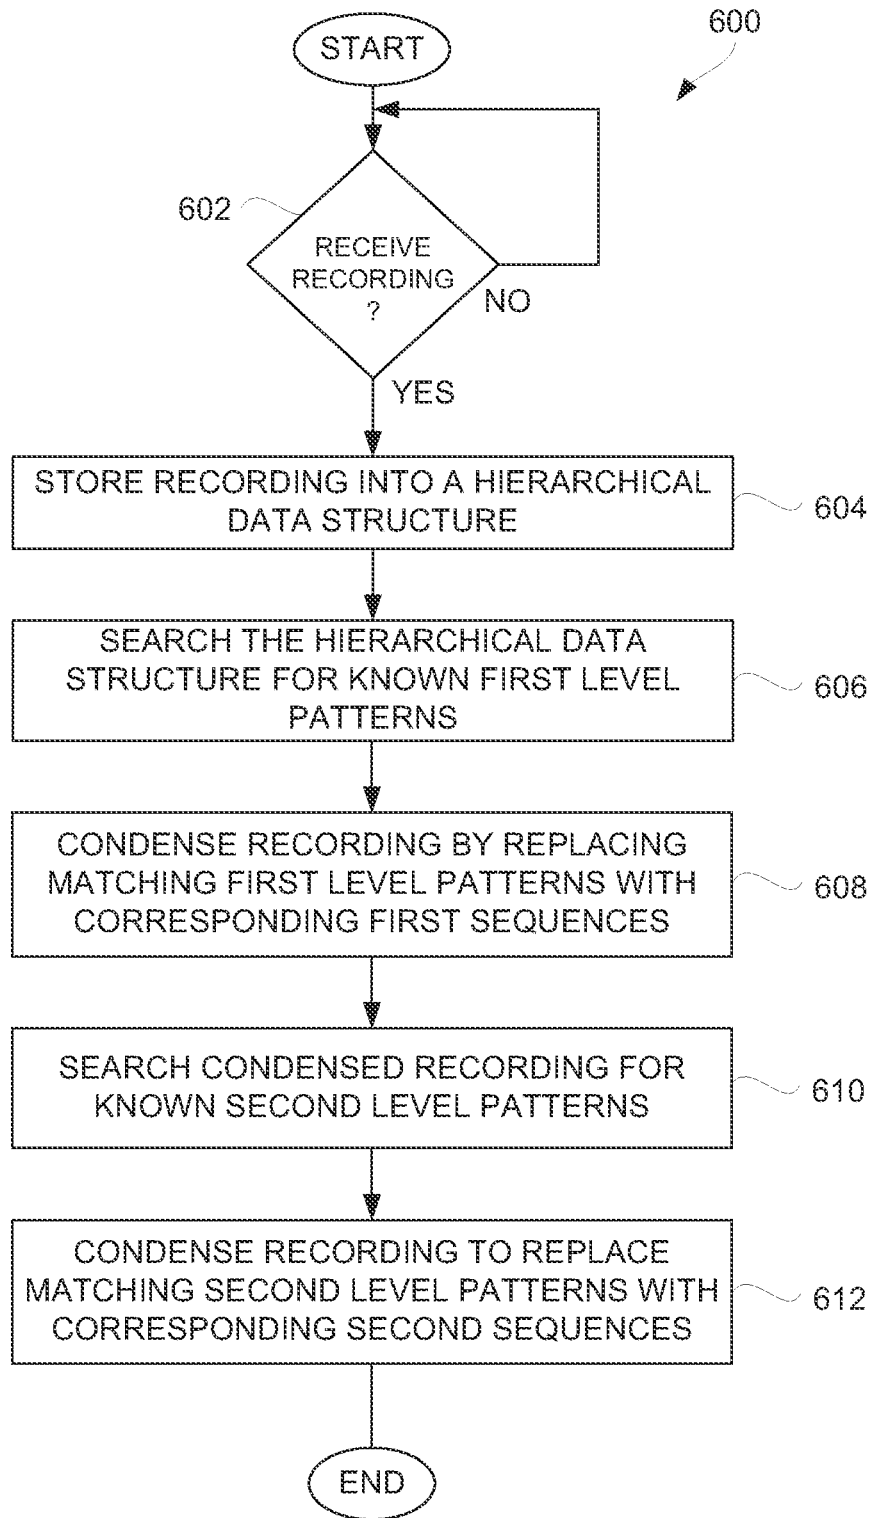 START
600
602
RECEIVE
RECORDING
?
NO
YES
STORE RECORDING INTO A HIERARCHICAL
DATA STRUCTURE
604
SEARCH THE HIERARCHICAL DATA
STRUCTURE FOR KNOWN FIRST LEVEL
PATTERNS
606
CONDENSE RECORDING BY REPLACING
MATCHING FIRST LEVEL PATTERNS WITH
CORRESPONDING FIRST SEQUENCES
608
SEARCH CONDENSED RECORDING FOR
KNOWN SECOND LEVEL PATTERNS
610
CONDENSE RECORDING TO REPLACE
MATCHING SECOND LEVEL PATTERNS WITH
CORRESPONDING SECOND SEQUENCES
612
END